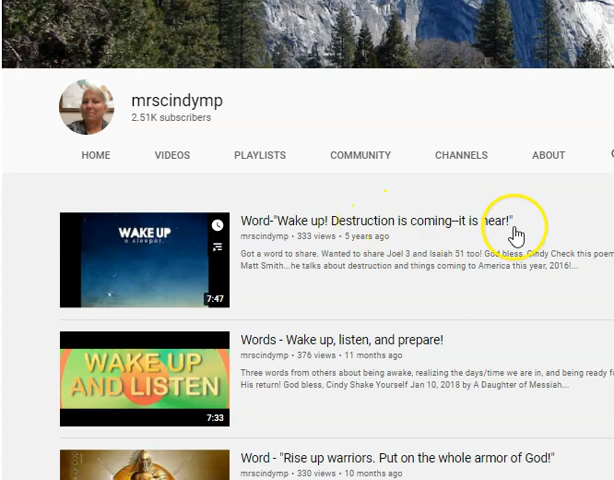 mrscindymp
2.51K subscribers
HOME VIDEOS PLAYLISTS COMMUNITY CHANNELS ABOUT
WAKE UP
a sleeper.
7:47
Word-"Wake up! Destruction is coming--it is near!"
mrscindymp • 333 views • 5 years ago
Got a word to share. Wanted to share Joel 3 and Isaiah 51 too! God bless, Cindy Check this poem
Matt Smith...he talks about destruction and things coming to America this year, 2016!...
WAKE UP
AND LISTEN
7:33
Words - Wake up, listen, and prepare!
mrscindymp • 376 views • 11 months ago
Three words from others about being awake, realizing the days/time we are in, and being ready fo
His return! God bless, Cindy Shake Yourself Jan 10, 2018 by A Daughter of Messiah...
Word - "Rise up warriors. Put on the whole armor of God!"
mrscindymp • 330 views • 10 months ago